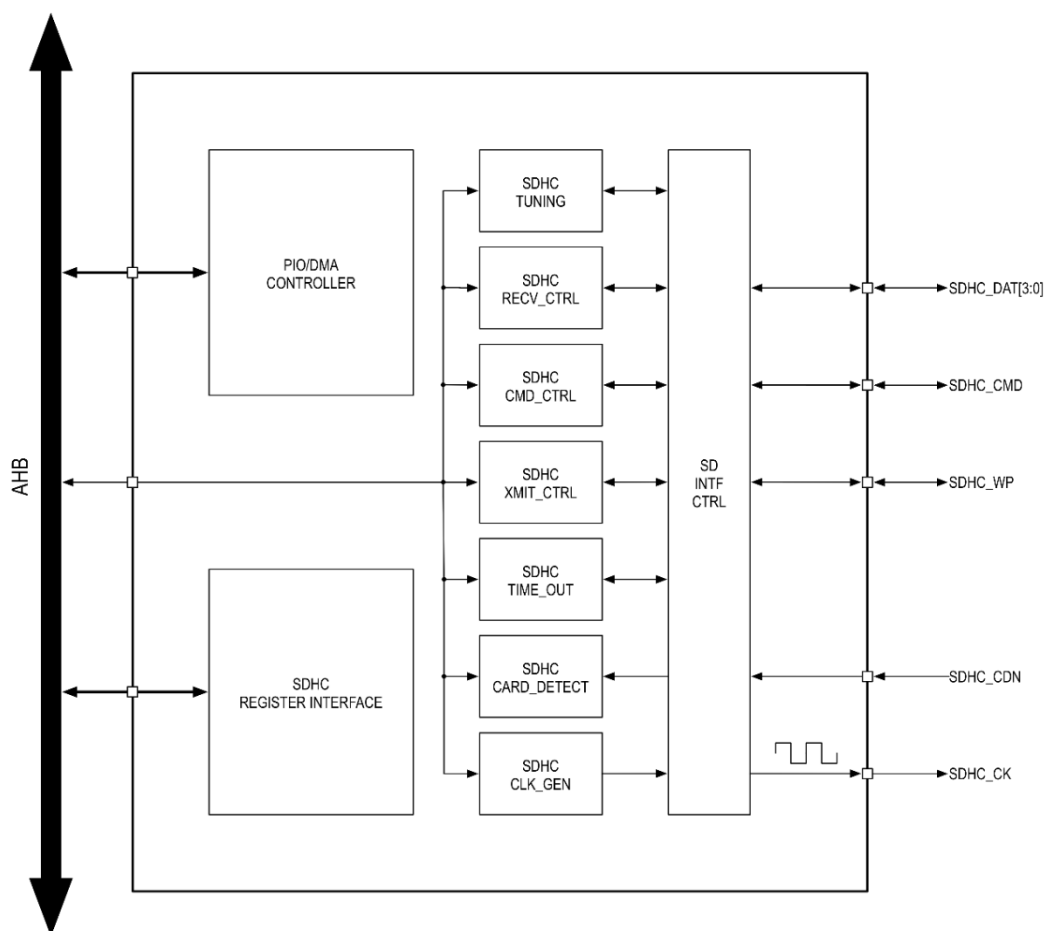 AHB
PIO/DMA
CONTROLLER
SDHC
REGISTER INTERFACE
SDHC
TUNING
SDHC
RECV_CTRL
SDHC
CMD_CTRL
SDHC
XMIT_CTRL
SDHC
TIME_OUT
SDHC
CARD_DETECT
SDHC
CLK_GEN
SD
INTF
CTRL
SDHC_DAT[3:0]
SDHC_CMD
SDHC_WP
SDHC_CDN
SDHC_CK